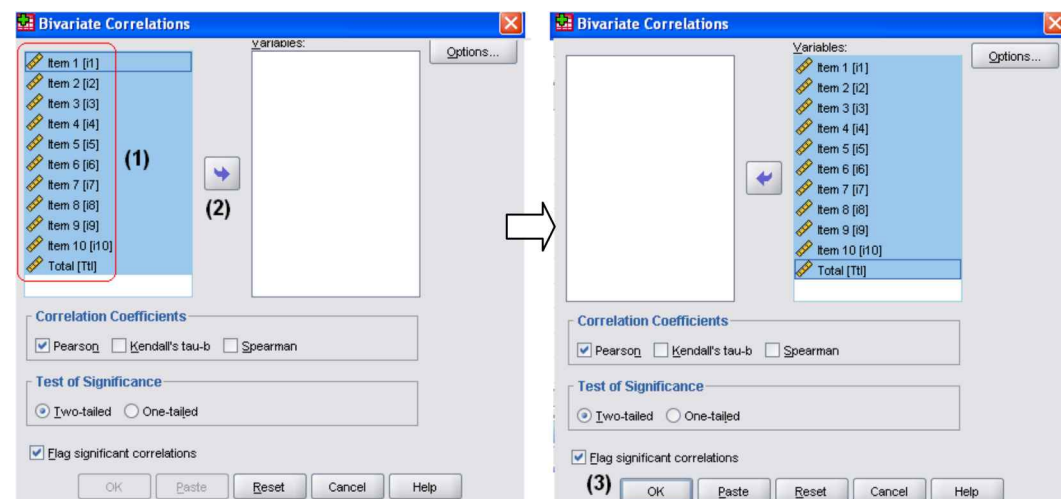 Bivariate Correlations
Variables:
Options...
Item 1 [i1]
Item 2 [i2]
Item 3 [i3]
Item 4 [i4]
Item 5 [i5]
Item 6 [i6]
Item 7 [i7]
Item 8 [i8]
Item 9 [i9]
Item 10 [i10]
Total [Ttl]
(1)
(2)
Correlation Coefficients
Pearson Kendall's tau-b Spearman
Test of Significance
Two-tailed One-tailed
Flag significant correlations
OK Paste Reset Cancel Help
Bivariate Correlations
Variables:
Options...
Item 1 [i1]
Item 2 [i2]
Item 3 [i3]
Item 4 [i4]
Item 5 [i5]
Item 6 [i6]
Item 7 [i7]
Item 8 [i8]
Item 9 [i9]
Item 10 [i10]
Total [Ttl]
Correlation Coefficients
Pearson Kendall's tau-b Spearman
Test of Significance
Two-tailed One-tailed
Flag significant correlations
(3) OK Paste Reset Cancel Help